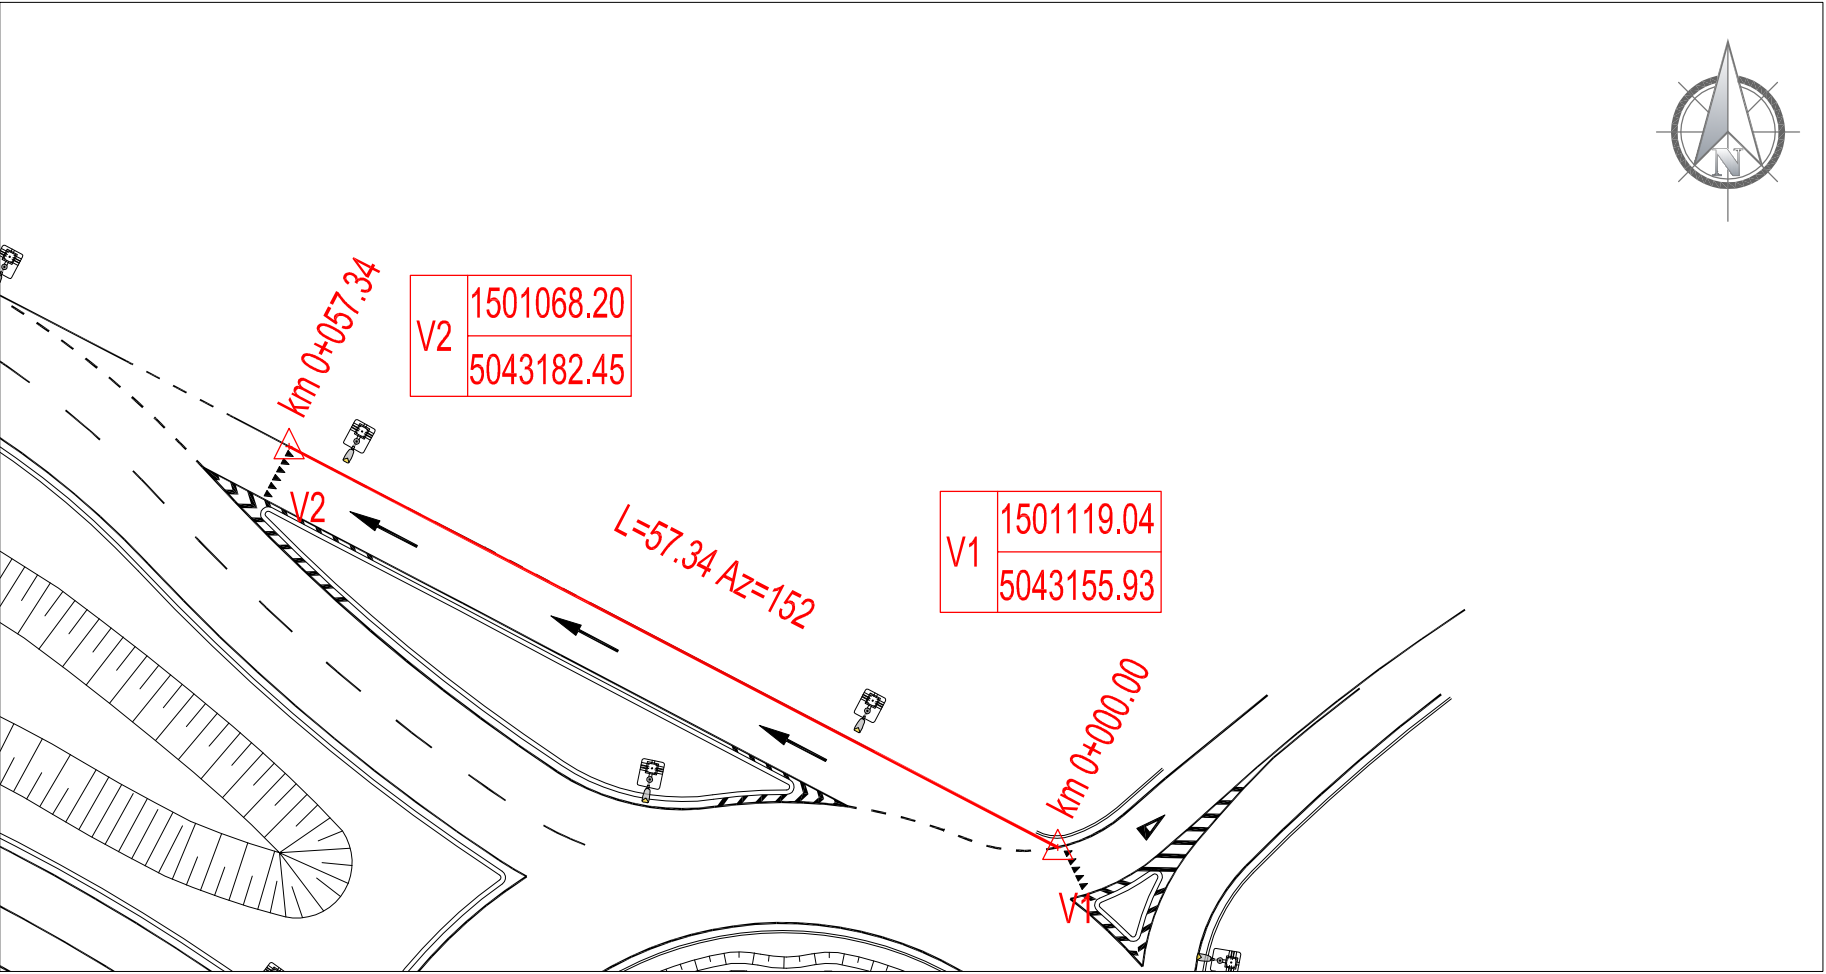 N
km 0+057.34
V2
1501068.20
5043182.45
V2
L=57.34 Az=152
V1
1501119.04
5043155.93
km 0+000.00
V1